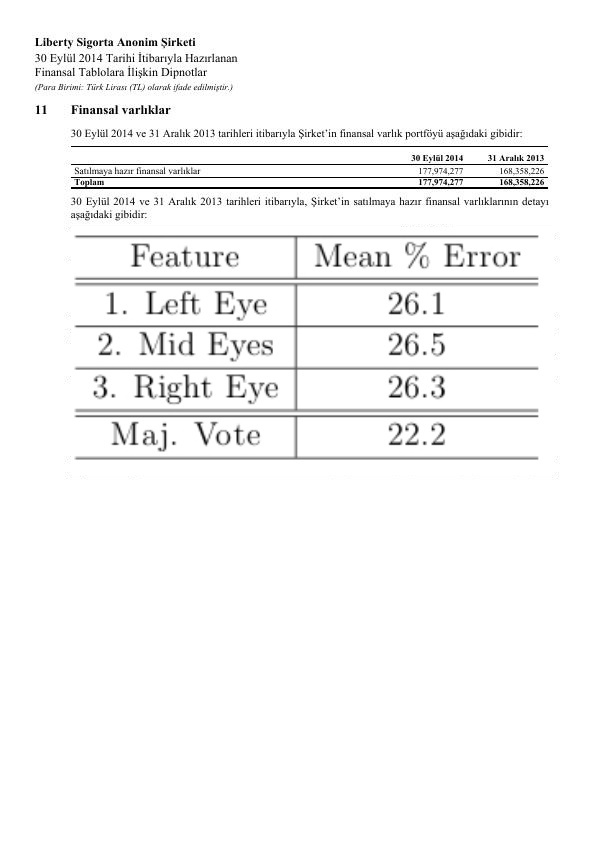 Liberty Sigorta Anonim Şirketi
30 Eylül 2014 Tarihi İtibarıyla Hazırlanan
Finansal Tablolara İlişkin Dipnotlar
(Para Birimi: Türk Lirası (TL) olarak ifade edilmiştir.)
11 Finansal varlıklar
30 Eylül 2014 ve 31 Aralık 2013 tarihleri itibarıyla Şirket’in finansal varlık portföyü aşağıdaki gibidir:
30 Eylül 2014 31 Aralık 2013
Satılmaya hazır finansal varlıklar 177,974,277 168,358,226
Toplam 177,974,277 168,358,226
30 Eylül 2014 ve 31 Aralık 2013 tarihleri itibarıyla, Şirket’in satılmaya hazır finansal varlıklarının detayı
aşağıdaki gibidir:
Feature Mean % Error
1. Left Eye 26.1
2. Mid Eyes 26.5
3. Right Eye 26.3
Maj. Vote 22.2